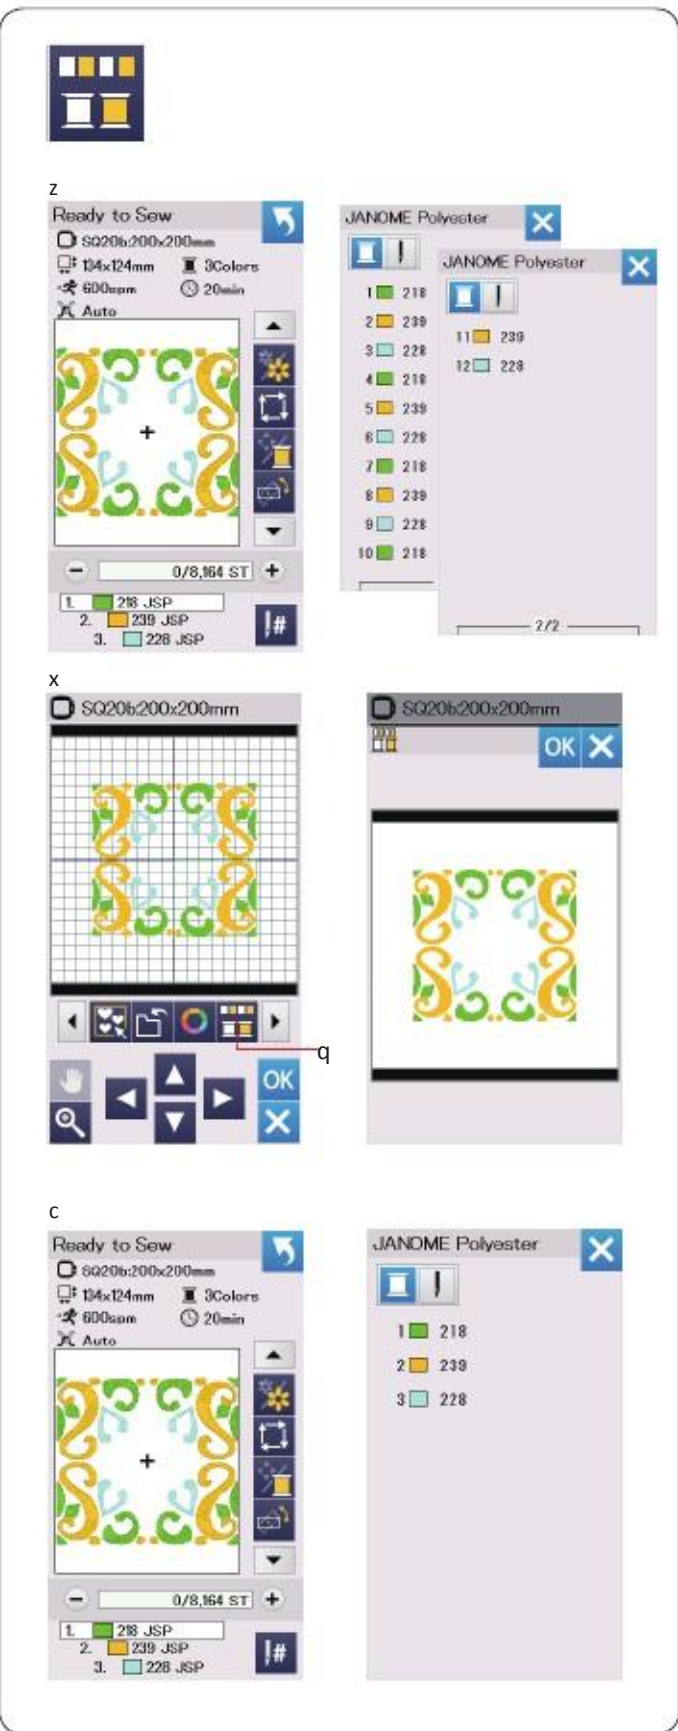 z
Ready to Sew
SQ20b:200x200mm
134x124mm 3Colors
600spm 20min
Auto
0/8,164 ST
1. 218 JSP
2. 239 JSP
3. 228 JSP
#
JANOME Polyester
1 218
2 239
3 228
4 218
5 239
6 228
7 218
8 239
9 228
10 218
JANOME Polyester
11 239
12 228
2/2
x
SQ20b:200x200mm
q
OK
SQ20b:200x200mm
OK
c
Ready to Sew
SQ20b:200x200mm
134x124mm 3Colors
600spm 20min
Auto
0/8,164 ST
1. 218 JSP
2. 239 JSP
3. 228 JSP
#
JANOME Polyester
1 218
2 239
3 228